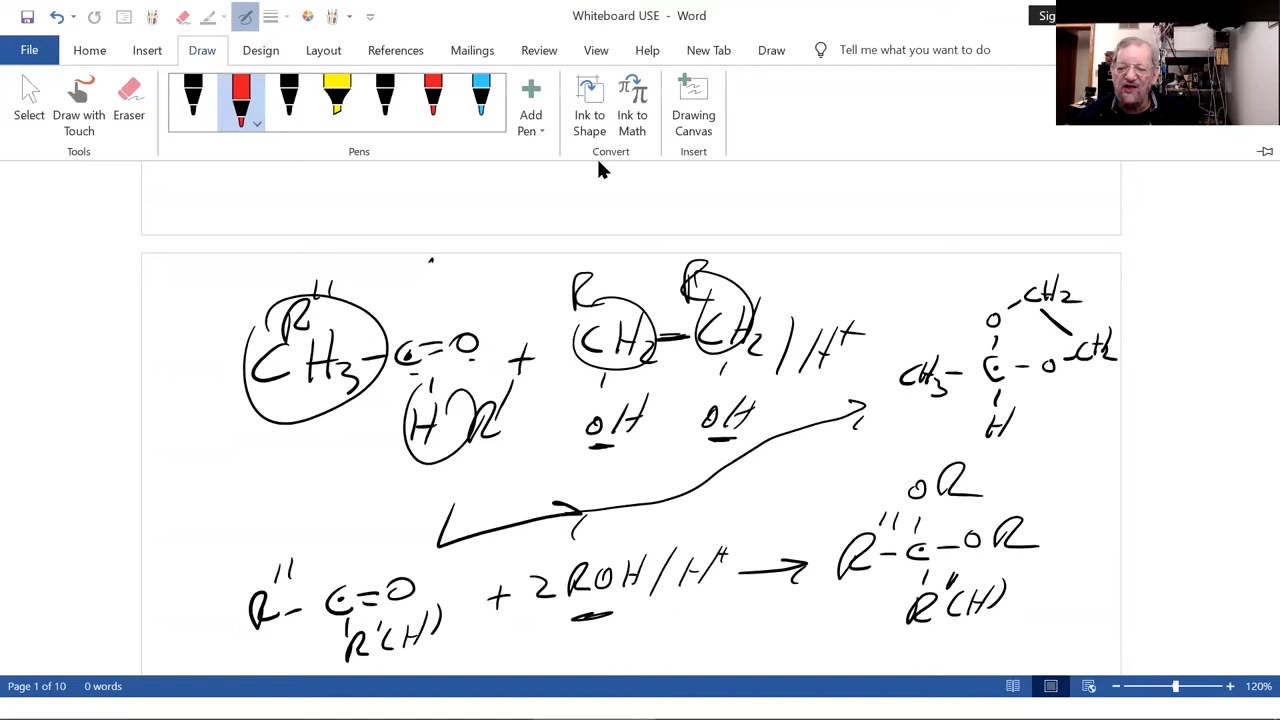 Whiteboard USE - Word
Sig
File Home Insert Draw Design Layout References Mailings Review View Help New Tab Draw Tell me what you want to do
Select Draw with Touch Eraser Add Pen Ink to Shape Ink to Math Drawing Canvas
Tools Pens Convert Insert
R'' R R CH2
O
CH3-C=O + CH2-CH2/H+ CH3-C-O-CH2
H R' OH OH H
OR
R''-C=O + 2ROH/H+ → R''-C-OR
R'(H) R''(H)
Page 1 of 10 0 words 120%